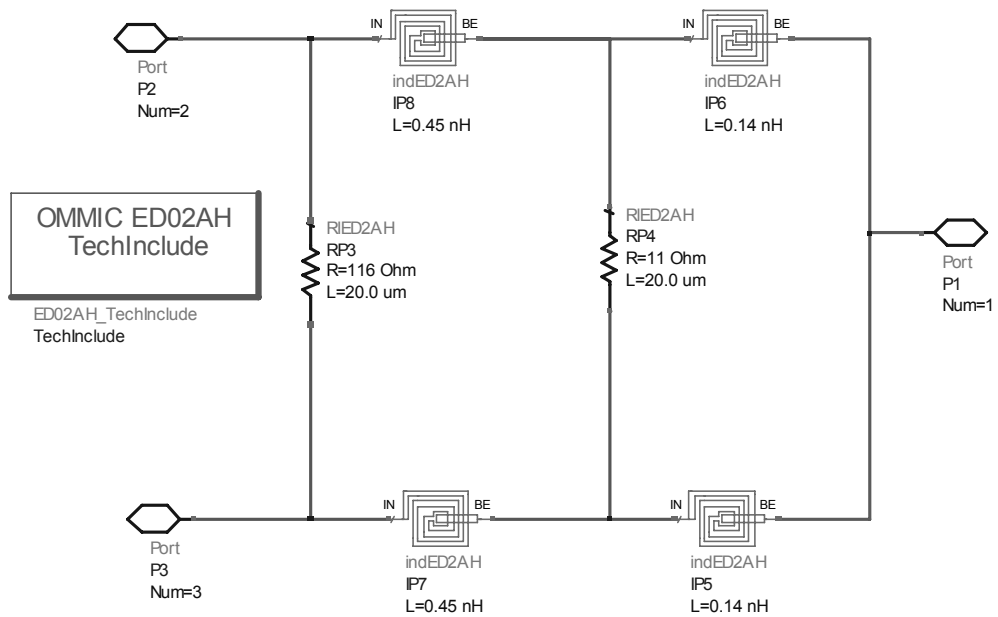 IN
BE
IN
BE
Port
P2
Num=2
indED2AH
IP8
L=0.45 nH
indED2AH
IP6
L=0.14 nH
OMMIC ED02AH
TechInclude
ED02AH_TechInclude
TechInclude
RIED2AH
RP3
R=116 Ohm
L=20.0 um
RIED2AH
RP4
R=11 Ohm
L=20.0 um
Port
P1
Num=1
IN
BE
IN
BE
Port
P3
Num=3
indED2AH
IP7
L=0.45 nH
indED2AH
IP5
L=0.14 nH